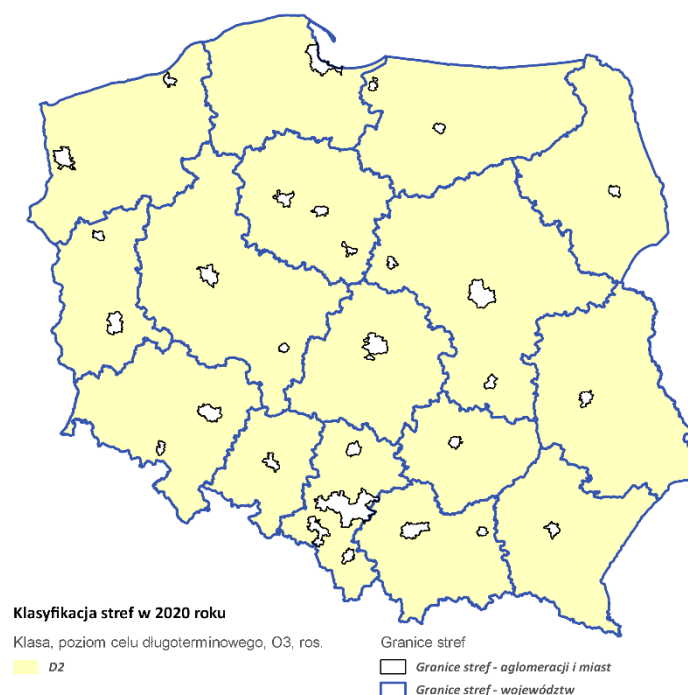 Klasyfikacja stref w 2020 roku
Klasa, poziom celu długoterminowego, O3, ros.
D2
Granice stref
Granice stref - aglomeracji i miast
Granice stref - województw